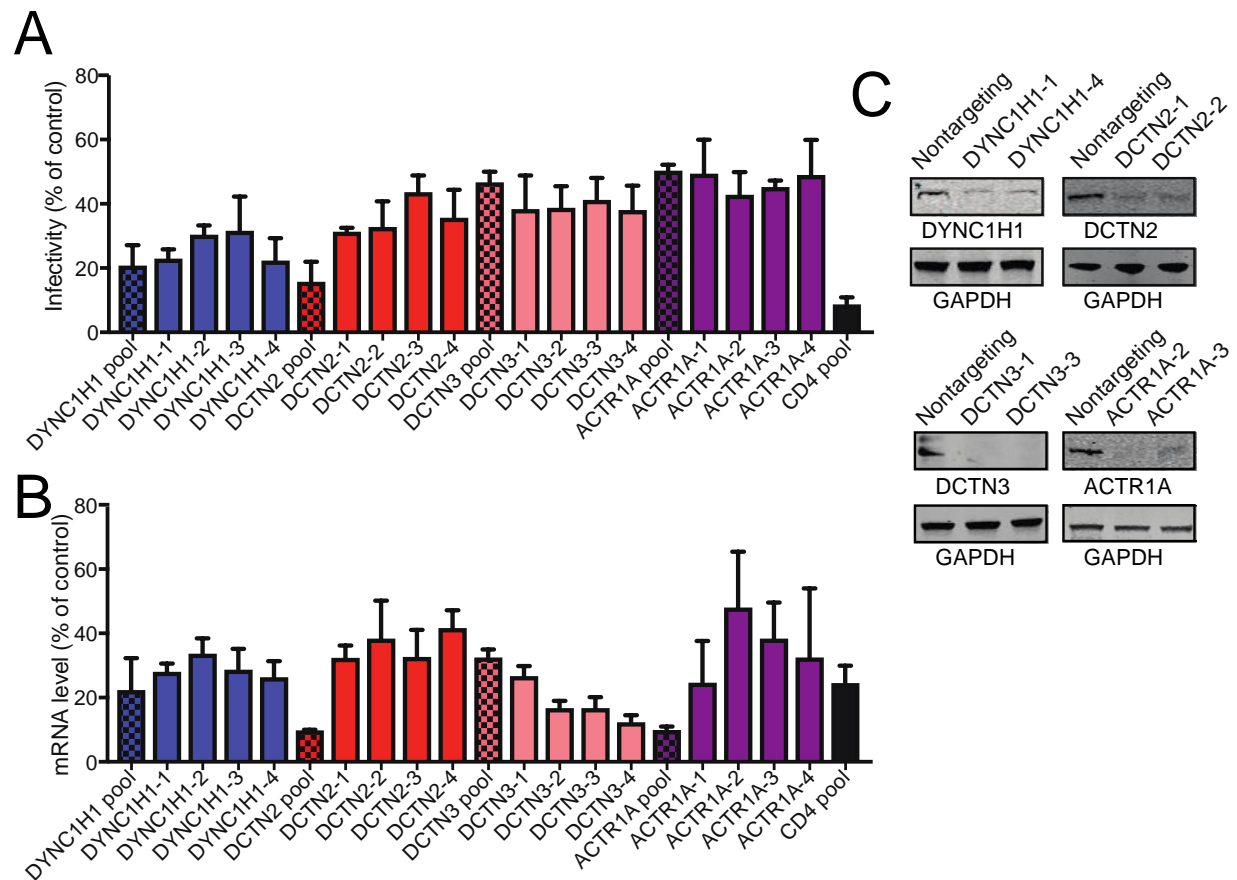 A
Infectivity (% of control)
80
60
40
20
0
DYNC1H1 pool
DYNC1H1-1
DYNC1H1-2
DYNC1H1-3
DYNC1H1-4
DCTN2 pool
DCTN2-1
DCTN2-2
DCTN2-3
DCTN2-4
DCTN3 pool
DCTN3-1
DCTN3-2
DCTN3-3
DCTN3-4
ACTR1A pool
ACTR1A-1
ACTR1A-2
ACTR1A-3
ACTR1A-4
CD4 pool
B
mRNA level (% of control)
80
60
40
20
0
DYNC1H1 pool
DYNC1H1-1
DYNC1H1-2
DYNC1H1-3
DYNC1H1-4
DCTN2 pool
DCTN2-1
DCTN2-2
DCTN2-3
DCTN2-4
DCTN3 pool
DCTN3-1
DCTN3-2
DCTN3-3
DCTN3-4
ACTR1A pool
ACTR1A-1
ACTR1A-2
ACTR1A-3
ACTR1A-4
CD4 pool
C
Nontargeting
DYNC1H1-1
DYNC1H1-4
DYNC1H1
GAPDH
Nontargeting
DCTN2-1
DCTN2-2
DCTN2
GAPDH
Nontargeting
DCTN3-1
DCTN3-3
DCTN3
GAPDH
Nontargeting
ACTR1A-2
ACTR1A-3
ACTR1A
GAPDH